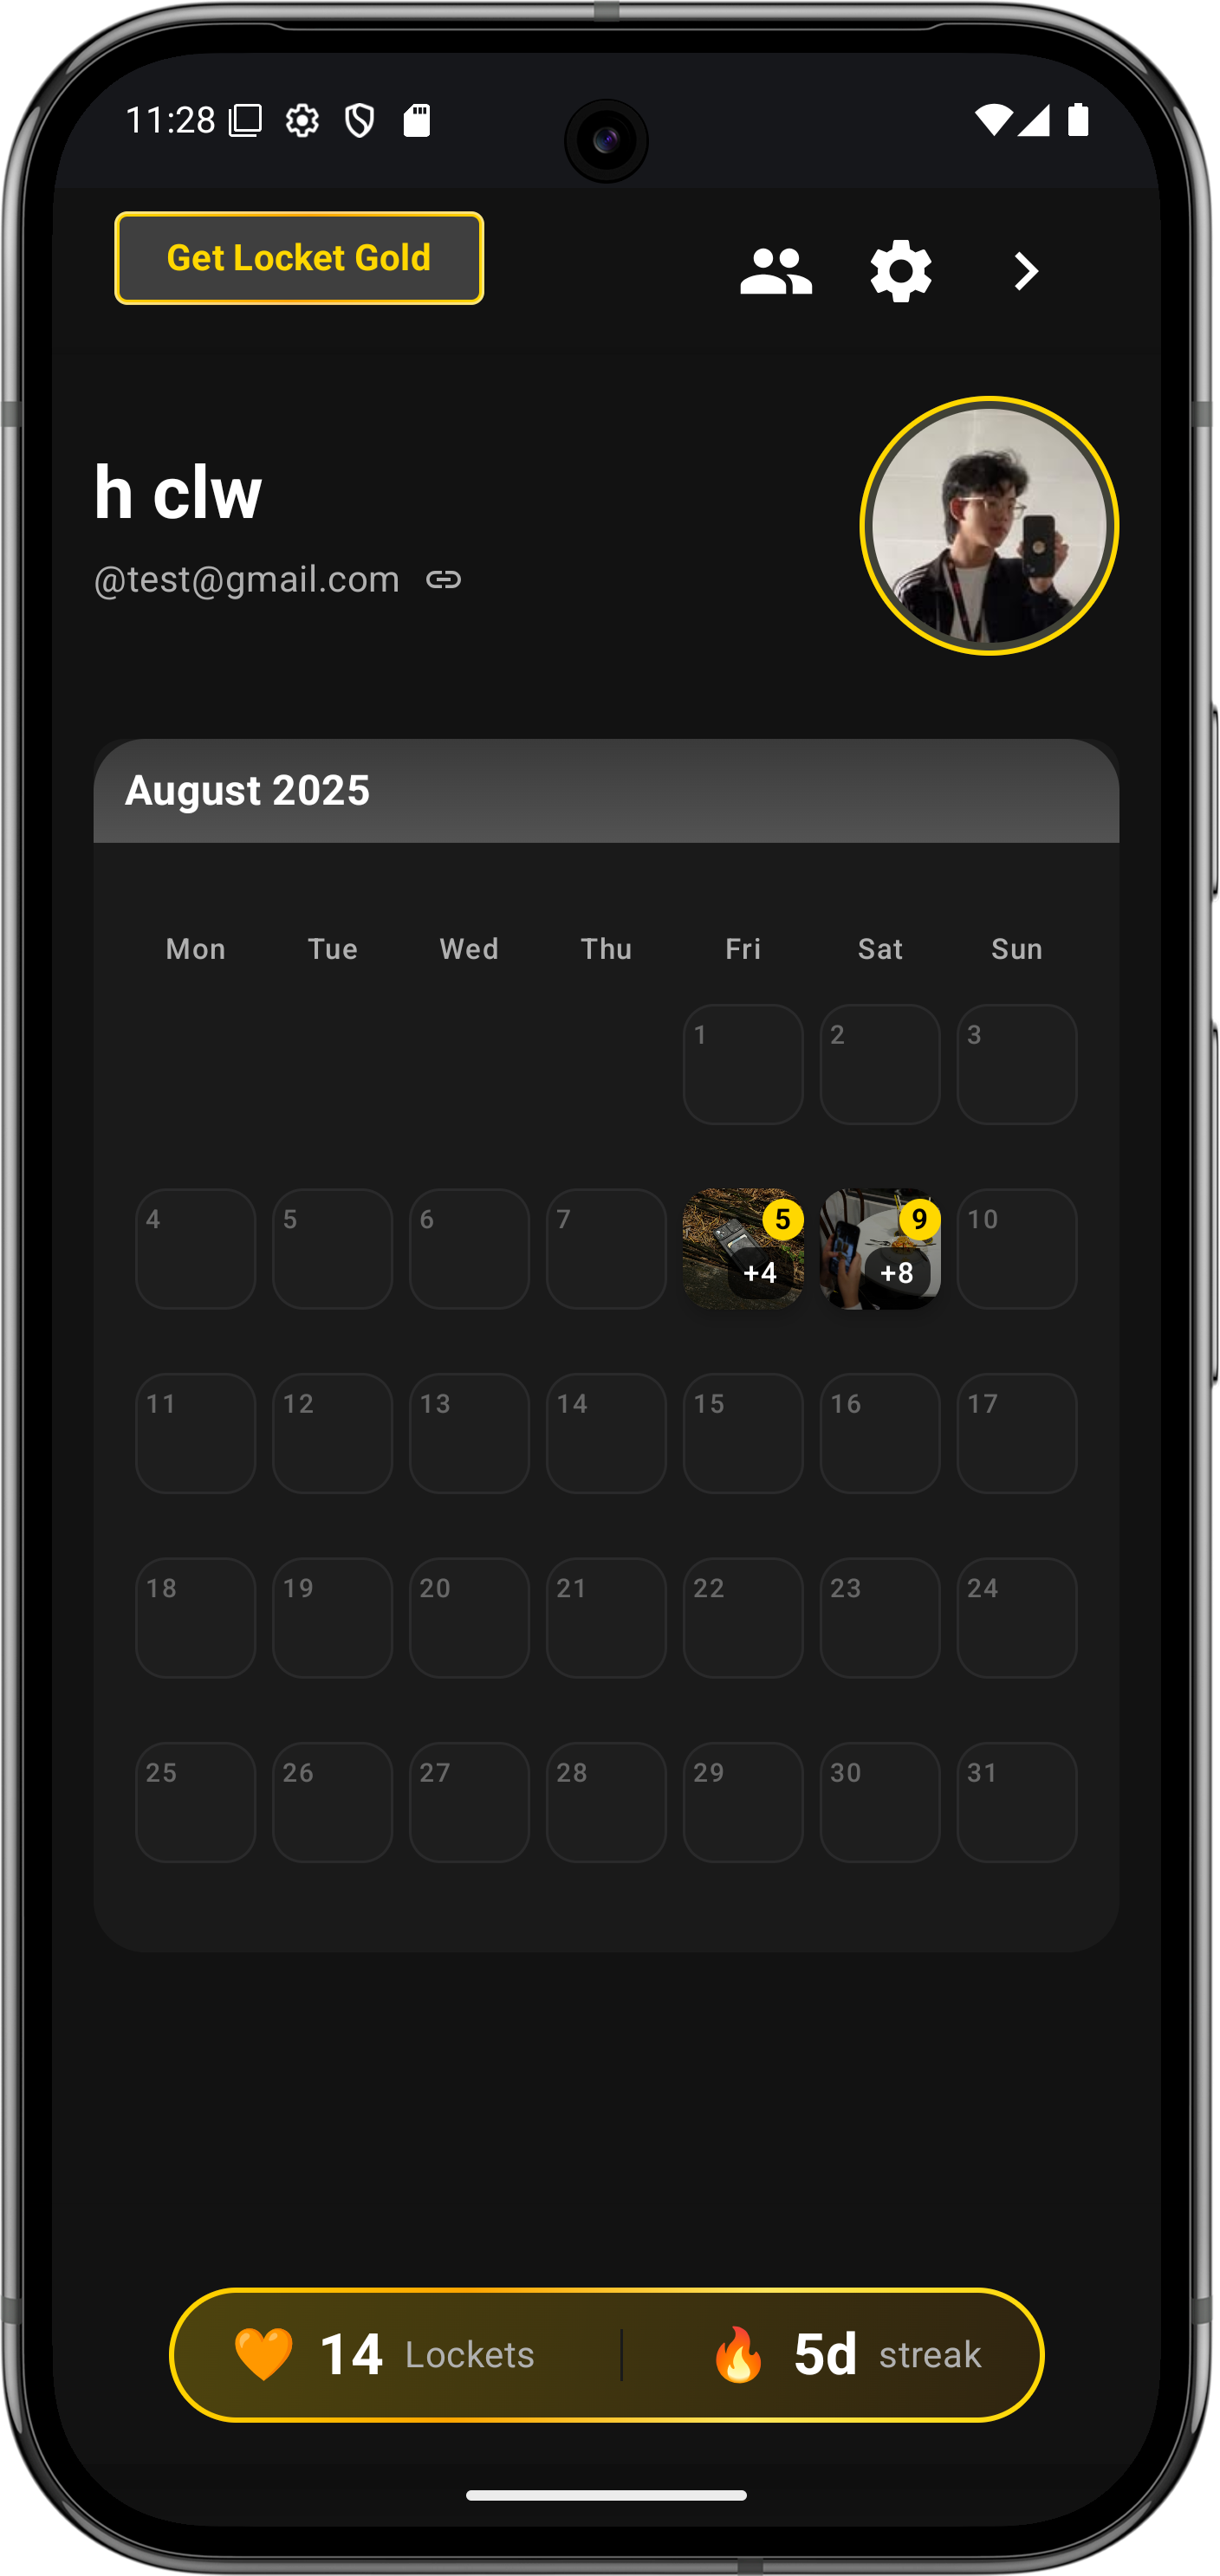 11:28
Get Locket Gold
h clw
@test@gmail.com
August 2025
Mon Tue Wed Thu Fri Sat Sun
1 2 3
4 5 6 7 5 9 10
+4 +8
11 12 13 14 15 16 17
18 19 20 21 22 23 24
25 26 27 28 29 30 31
14 Lockets 5d streak